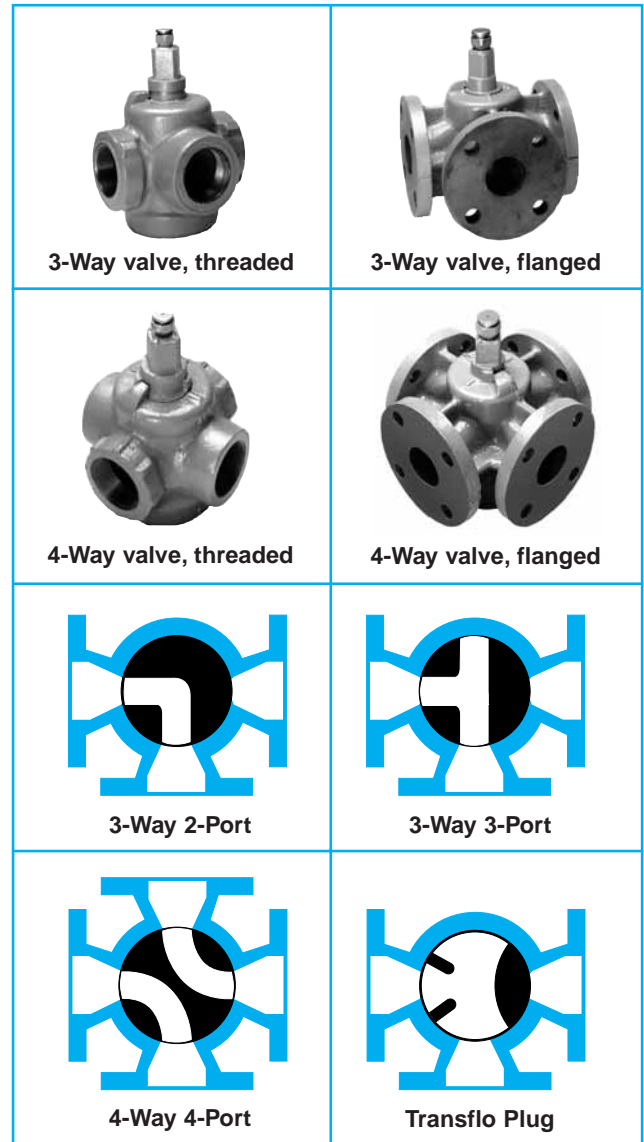 3-Way valve, threaded
3-Way valve, flanged
4-Way valve, threaded
4-Way valve, flanged
3-Way 2-Port
3-Way 3-Port
4-Way 4-Port
Transflo Plug